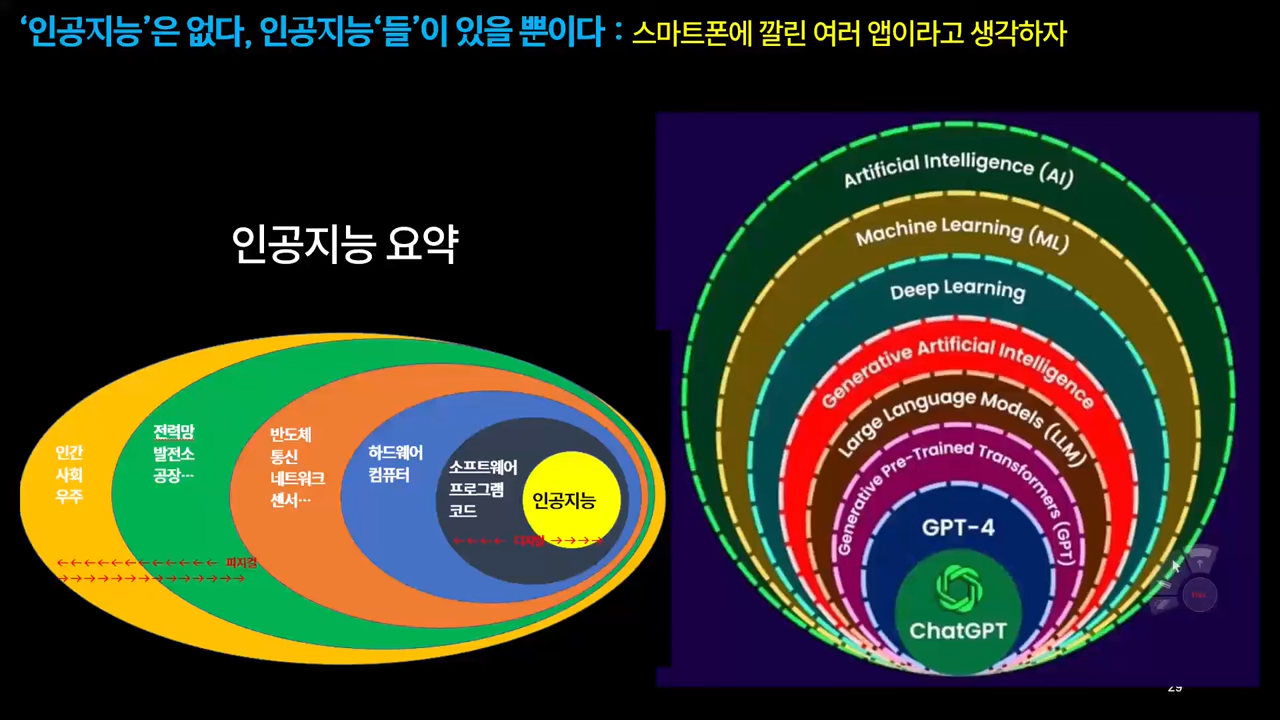 ‘인공지능’은 없다, 인공지능‘들’이 있을 뿐이다 : 스마트폰에 깔린 여러 앱이라고 생각하자
인공지능 요약
인간
사회
우주
전력망
발전소
공장…
반도체
통신
네트워크
센서…
하드웨어
컴퓨터
소프트웨어
프로그램
코드
인공지능
←←←← 디지털 →→→→
←←←←←←←←←←←← 피지컬
→→→→→→→→→→→→→→
Artificial Intelligence (AI)
Machine Learning (ML)
Deep Learning
Generative Artificial Intelligence
Large Language Models (LLM)
Generative Pre-Trained Transformers (GPT)
GPT-4
ChatGPT
29